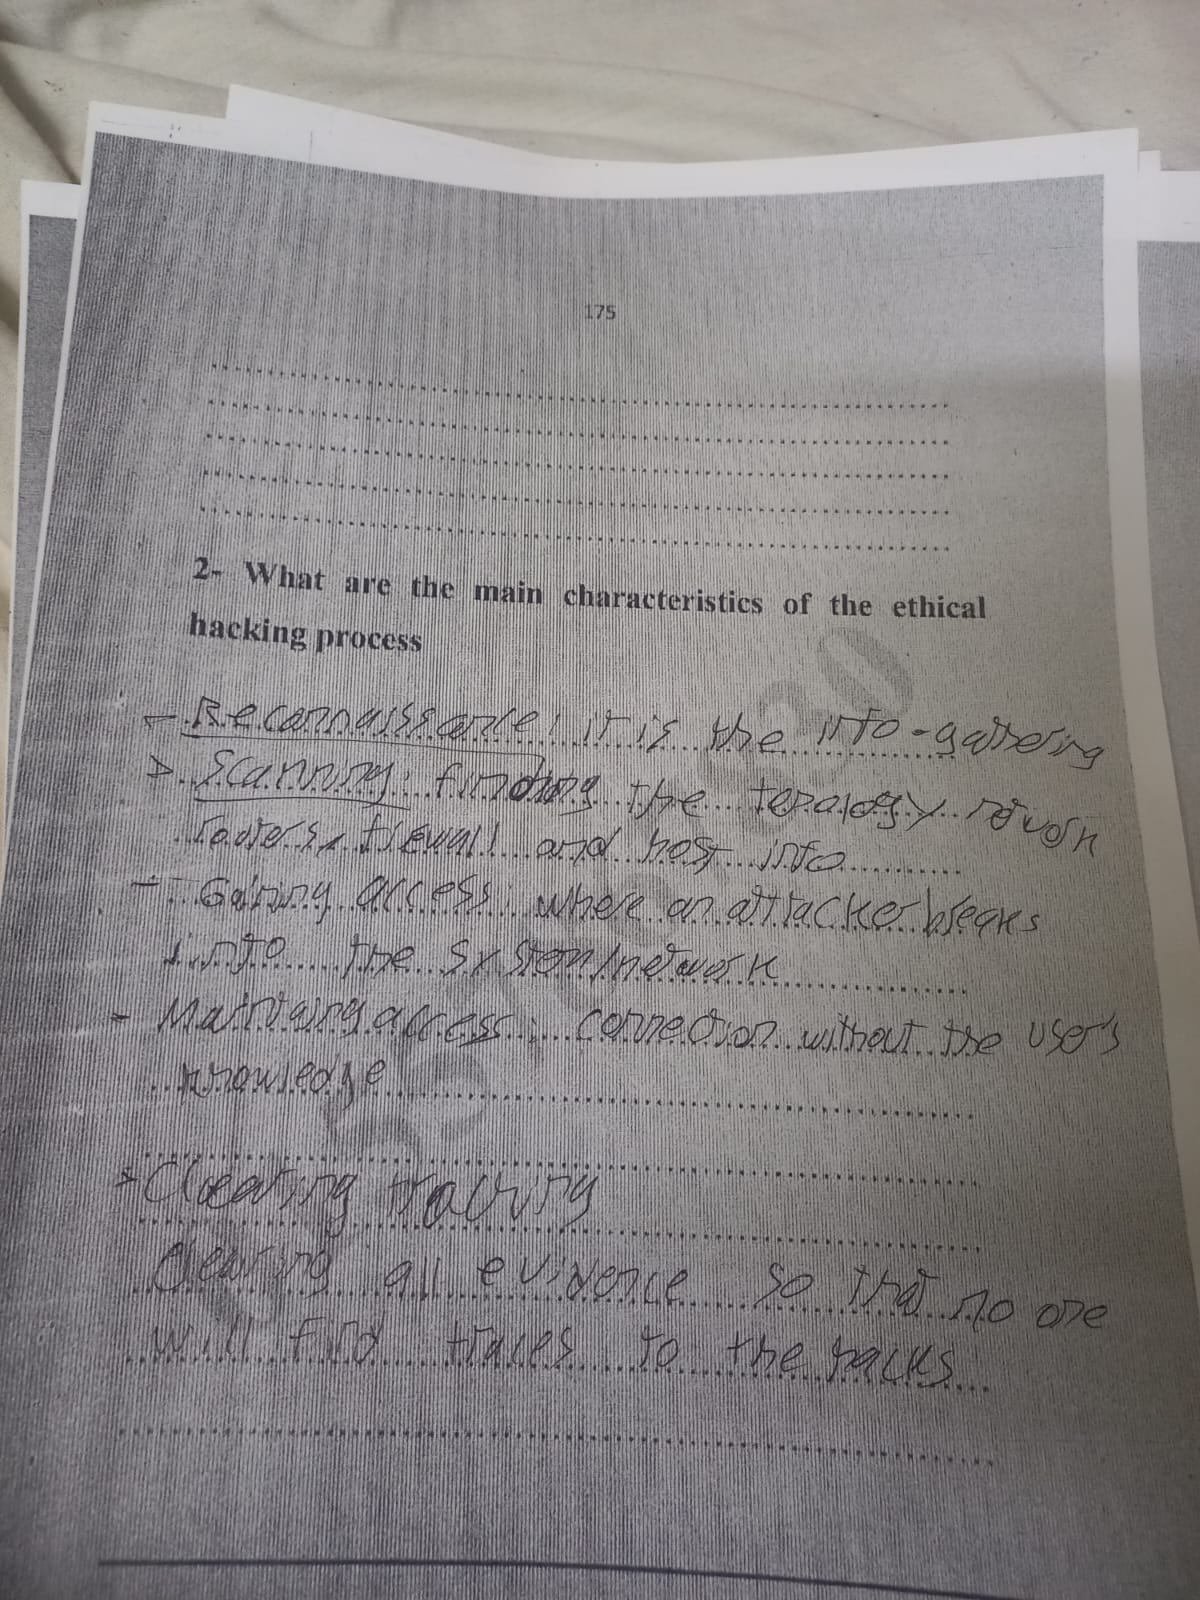 175
2- What are the main characteristics of the ethical
hacking process
- Reconnaissance: it is the info-gathering
- Scanning: finding the topology network
routers, firewall and host info
- Gaining access: where an attacker breaks
into the system/network
- Maintaining access: connection without the user's
knowledge
- Clearing tracking
clearing all evidence so that no one
will find traces to the hacks